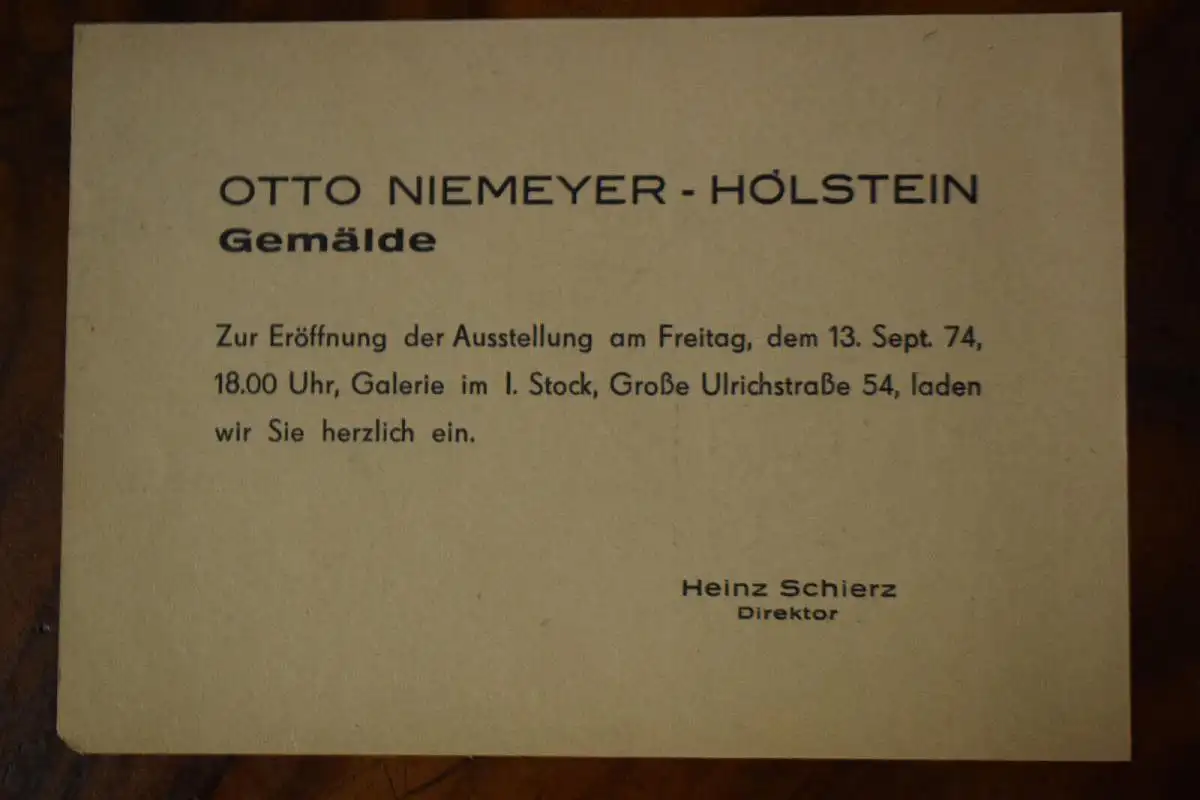 OTTO NIEMEYER - HOLSTEIN
Gemälde
Zur Eröffnung der Ausstellung am Freitag, dem 13. Sept. 74,
18.00 Uhr, Galerie im I. Stock, Große Ulrichstraße 54, laden
wir Sie herzlich ein.
Heinz Schierz
Direktor